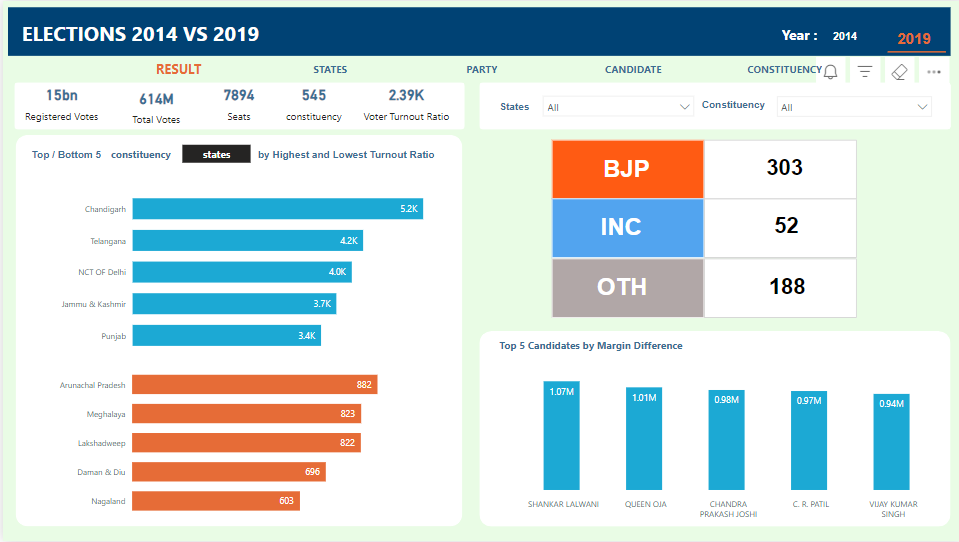 ELECTIONS 2014 VS 2019
Year : 2014 2019
RESULT STATES PARTY CANDIDATE CONSTITUENCY
15bn 614M 7894 545 2.39K
Registered Votes Total Votes Seats constituency Voter Turnout Ratio
States All Constituency All
Top / Bottom 5 constituency states by Highest and Lowest Turnout Ratio
Chandigarh 5.2K
Telangana 4.2K
NCT OF Delhi 4.0K
Jammu & Kashmir 3.7K
Punjab 3.4K
Arunachal Pradesh 882
Meghalaya 823
Lakshadweep 822
Daman & Diu 696
Nagaland 603
BJP 303
INC 52
OTH 188
Top 5 Candidates by Margin Difference
1.07M 1.01M 0.98M 0.97M 0.94M
SHANKAR LALWANI QUEEN OJA CHANDRA C. R. PATIL VIJAY KUMAR
PRAKASH JOSHI SINGH